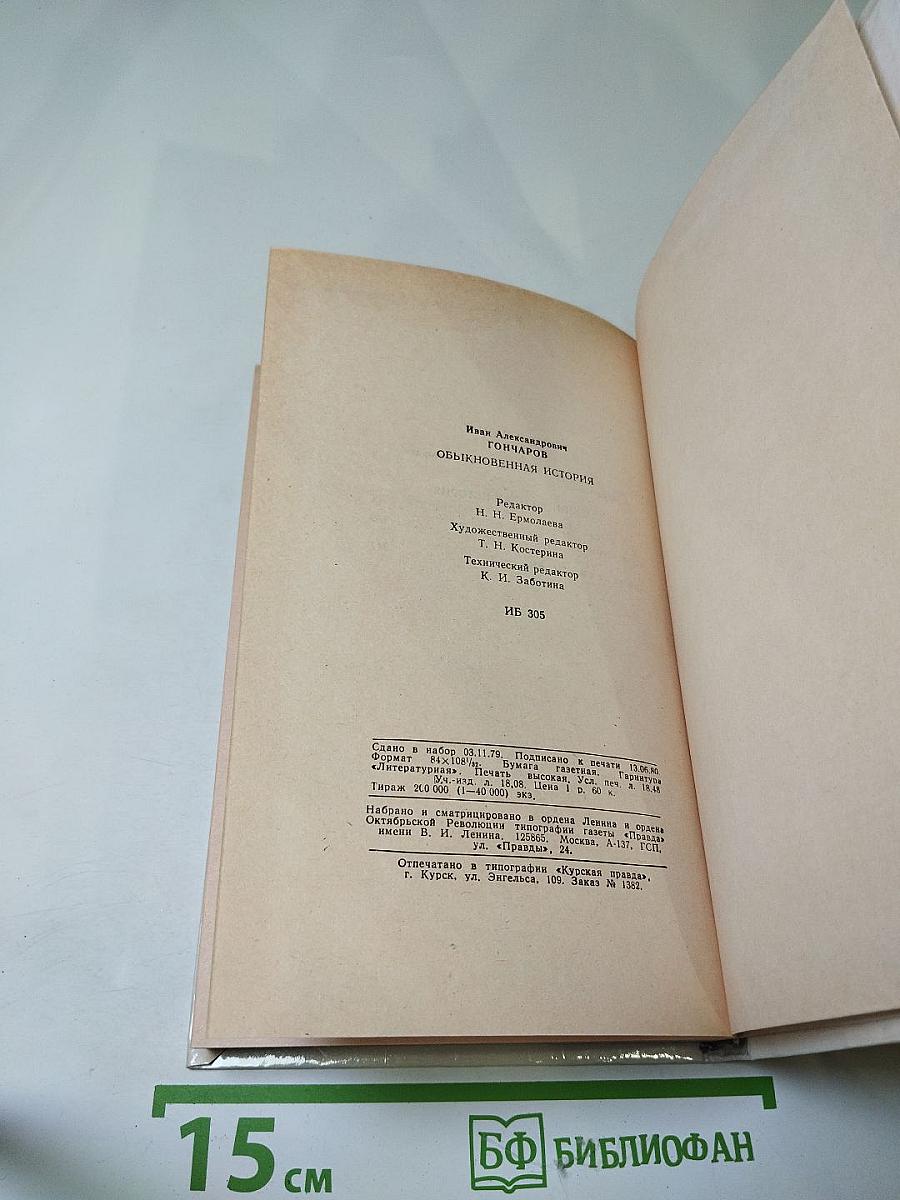 Иван Александрович
ГОНЧАРОВ
ОБЫКНОВЕННАЯ ИСТОРИЯ
Редактор
Н. Н. Ермолаева
Художественный редактор
Т. Н. Костерина
Технический редактор
К. И. Заботина
ИБ 305
Сдано в набор 03.11.79. Подписано к печати 13.06.80.
Формат 84×108¹/₃₂. Бумага газетная. Гарнитура
«Литературная». Печать высокая. Усл. печ. л. 18,48
Уч.-изд. л. 18,08. Цена 1 р. 60 к.
Тираж 200 000 (1—40 000) экз.
Набрано и сматрицировано в ордена Ленина и ордена
Октябрьской Революции типографии газеты «Правда»
имени В. И. Ленина. 125865. Москва, А-137, ГСП,
ул. «Правды», 24.
Отпечатано в типографии «Курская правда»,
г. Курск, ул. Энгельса, 109. Заказ № 1382.
15 см
БФ БИБЛИОФАН